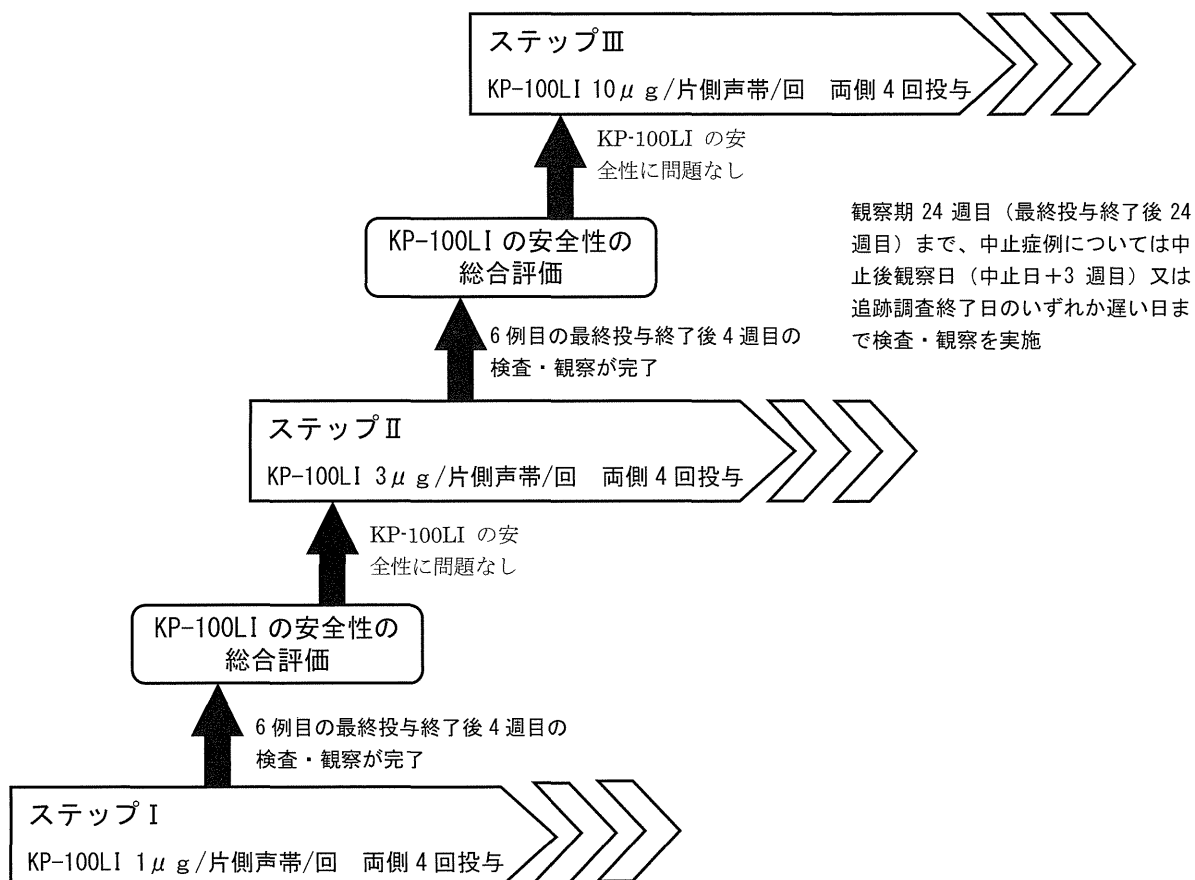 ステップⅢ
KP-100LI 10μg/片側声帯/回 両側4回投与
KP-100LI の安
全性に問題なし
観察期 24 週目（最終投与終了後 24
週目）まで、中止症例については中
止後観察日（中止日＋3 週目）又は
追跡調査終了日のいずれか遅い日ま
で検査・観察を実施
KP-100LI の安全性の
総合評価
6例目の最終投与終了後4週目の
検査・観察が完了
ステップⅡ
KP-100LI 3μg/片側声帯/回 両側4回投与
KP-100LI の安
全性に問題なし
KP-100LI の安全性の
総合評価
6例目の最終投与終了後4週目の
検査・観察が完了
ステップⅠ
KP-100LI 1μg/片側声帯/回 両側4回投与